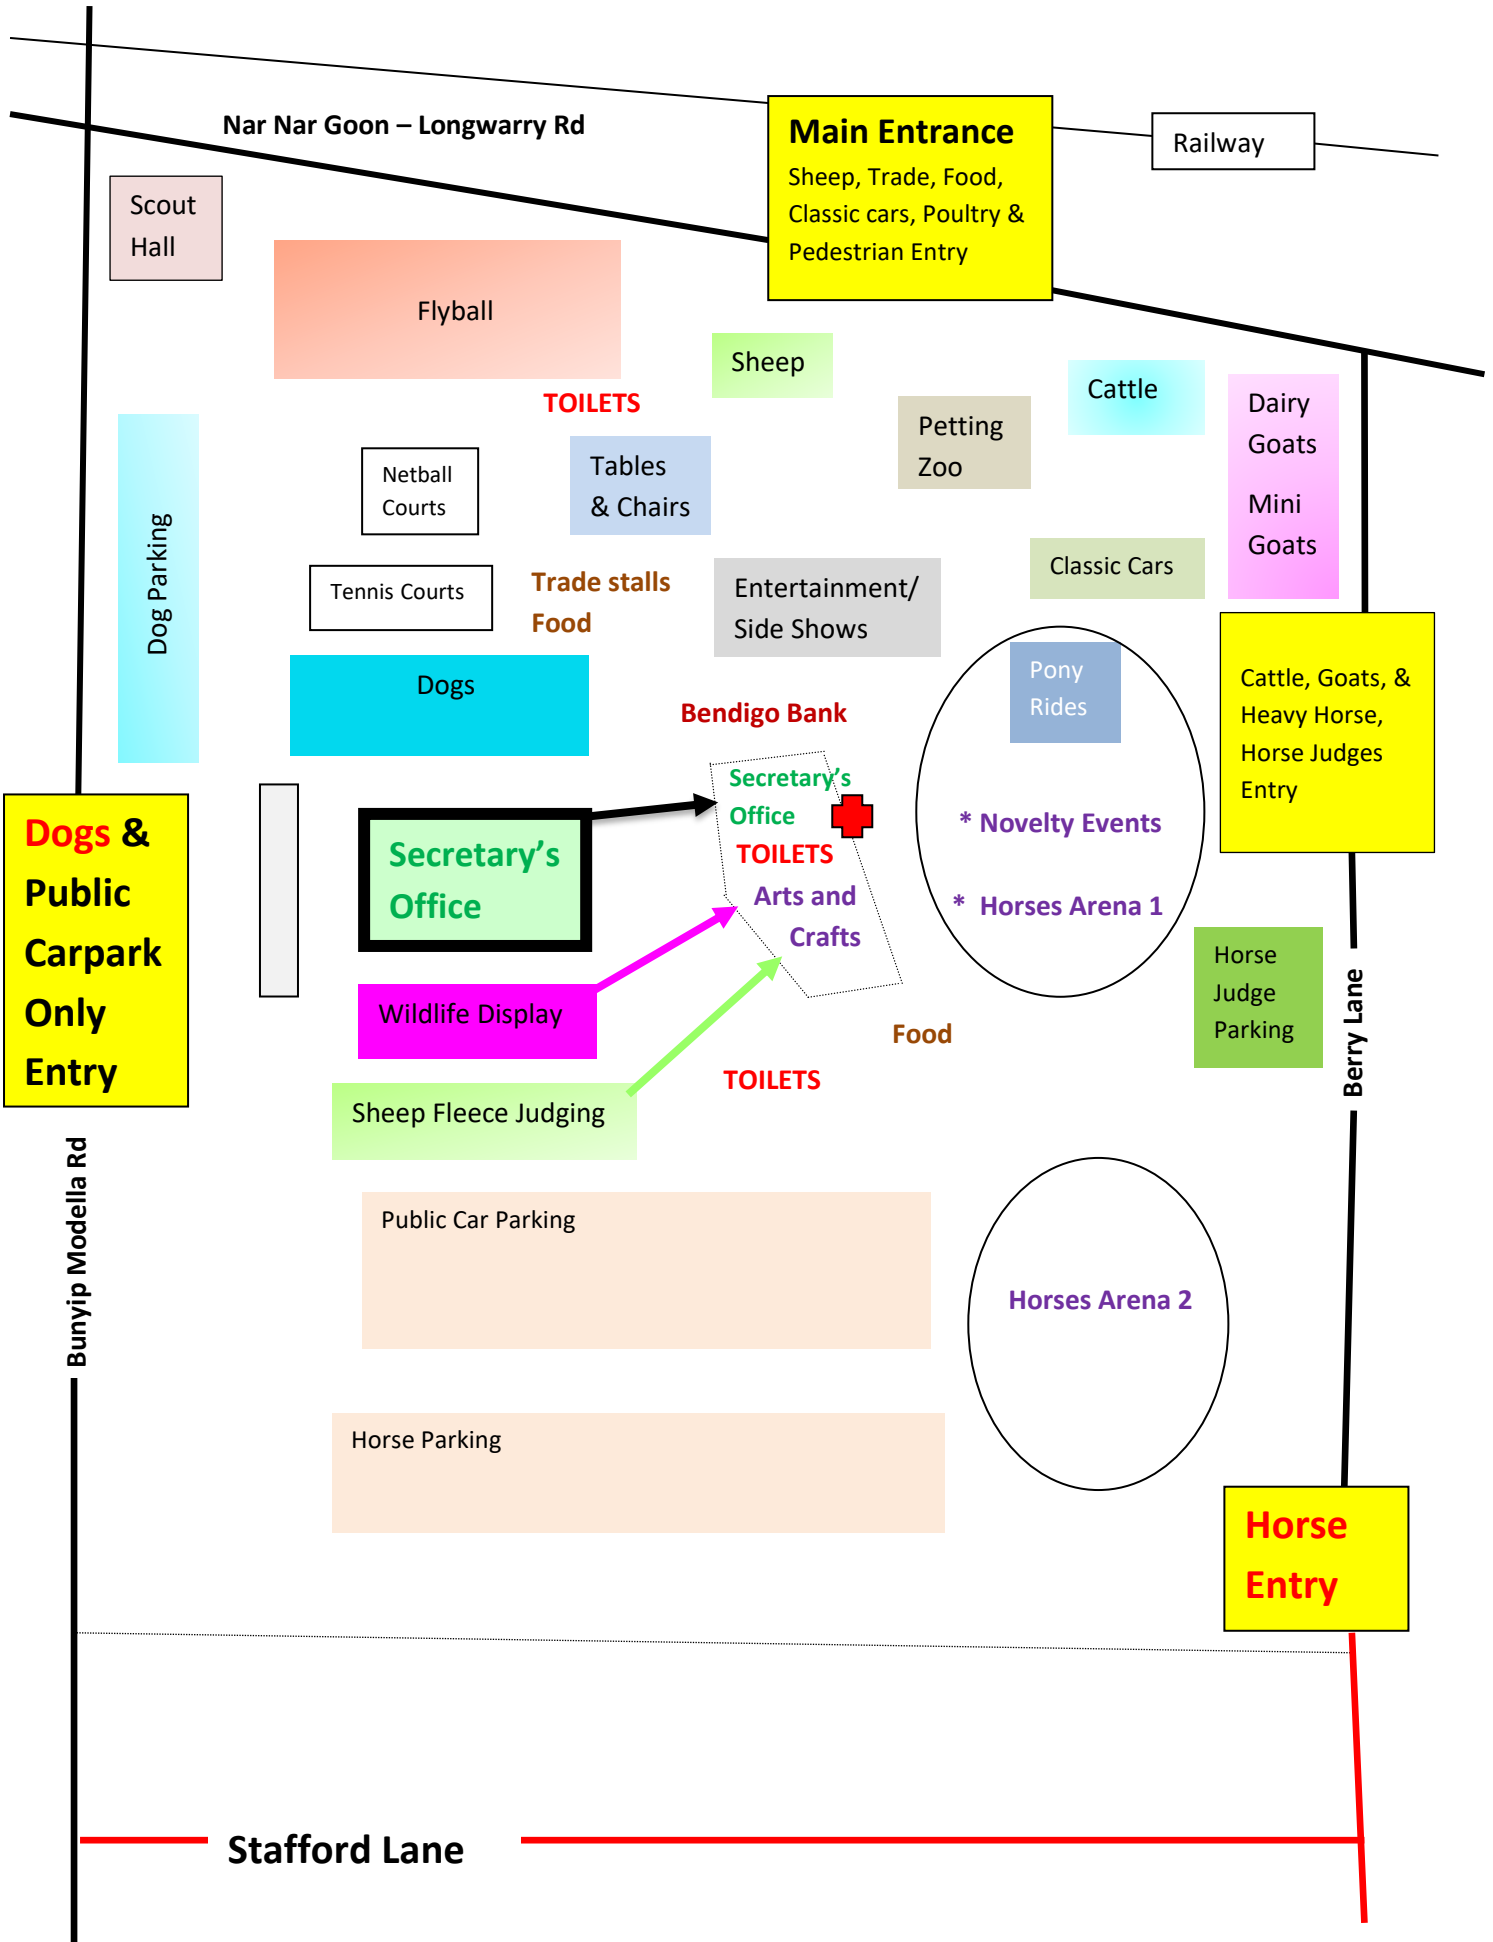 Nar Nar Goon – Longwarry Rd
Main Entrance
Sheep, Trade, Food,
Classic cars, Poultry &
Pedestrian Entry
Railway
Scout
Hall
Flyball
Sheep
TOILETS
Cattle
Dairy
Goats
Mini
Goats
Petting
Zoo
Netball
Courts
Tables
& Chairs
Dog Parking
Tennis Courts
Trade stalls
Food
Entertainment/
Side Shows
Classic Cars
Dogs
Pony
Rides
Cattle, Goats, &
Heavy Horse,
Horse Judges
Entry
Bendigo Bank
Secretary’s
Office
TOILETS
Arts and
Crafts
* Novelty Events
* Horses Arena 1
Dogs &
Public
Carpark
Only
Entry
Secretary’s
Office
Wildlife Display
Horse
Judge
Parking
Berry Lane
Food
TOILETS
Sheep Fleece Judging
Bunyip Modella Rd
Public Car Parking
Horses Arena 2
Horse Parking
Horse
Entry
Stafford Lane